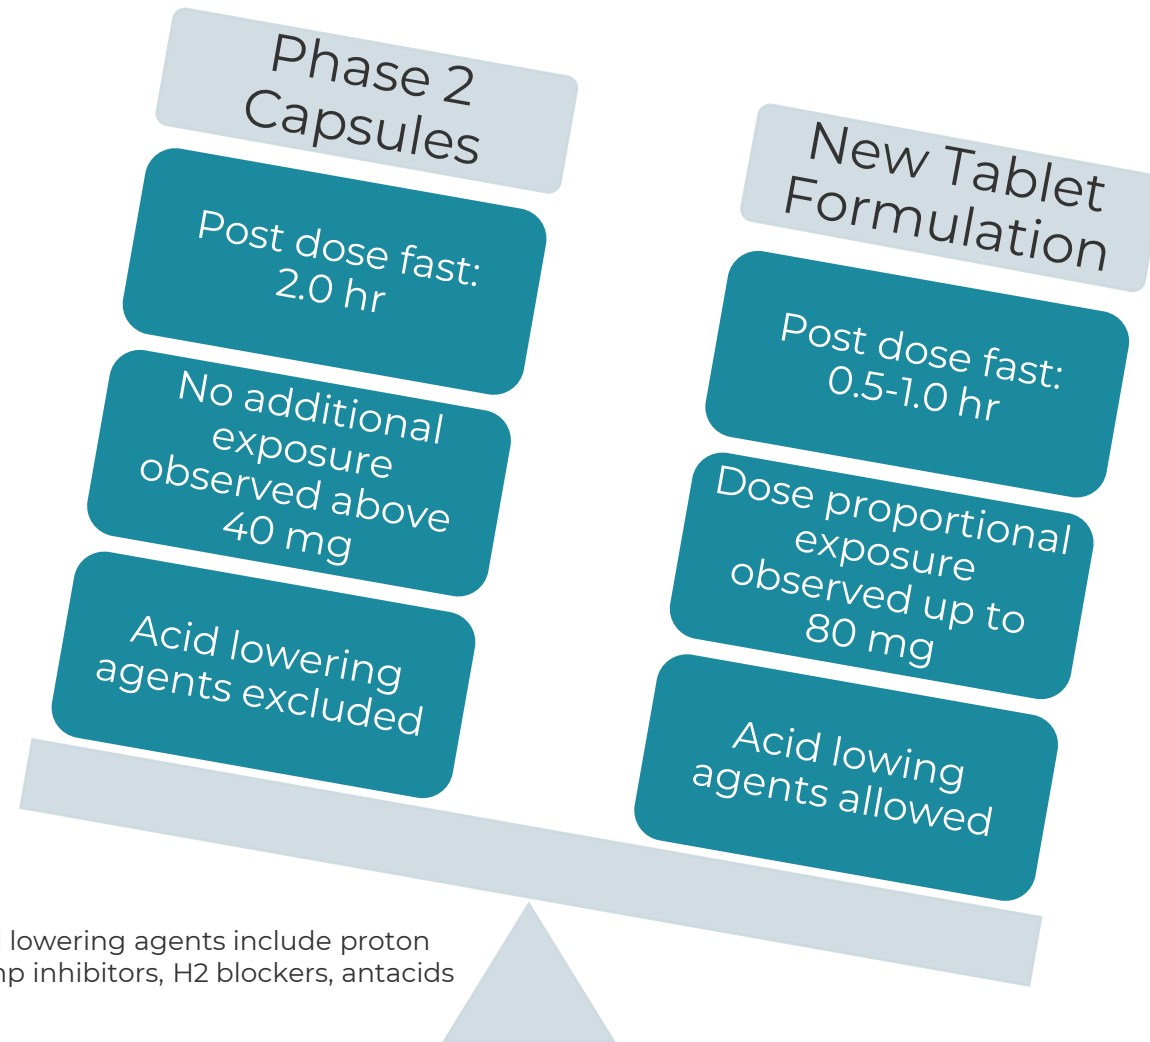 Phase 2
Capsules
Post dose fast:
2.0 hr
No additional
exposure
observed above
40 mg
Acid lowering
agents excluded
New Tablet
Formulation
Post dose fast:
0.5-1.0 hr
Dose proportional
exposure
observed up to
80 mg
Acid lowing
agents allowed
lowering agents include proton
inhibitors, H2 blockers, antacids